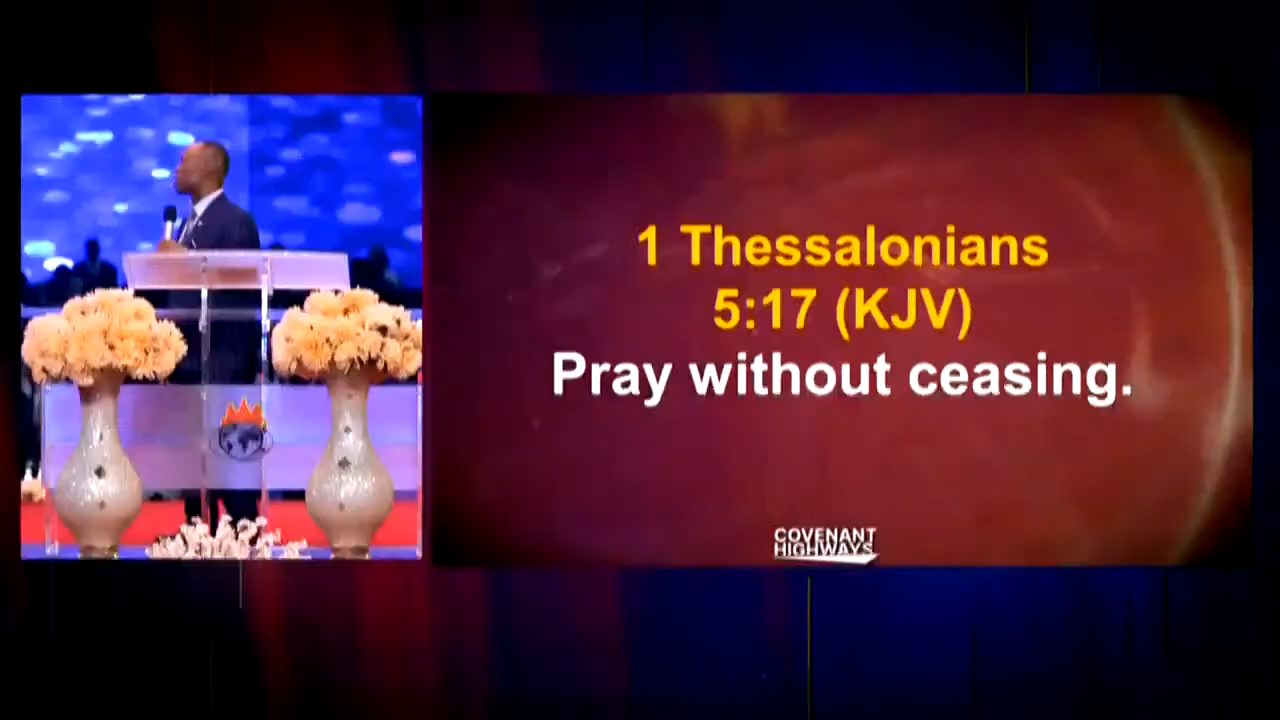 1 Thessalonians
5:17 (KJV)
Pray without ceasing.
COVENANT
HIGHWAYS